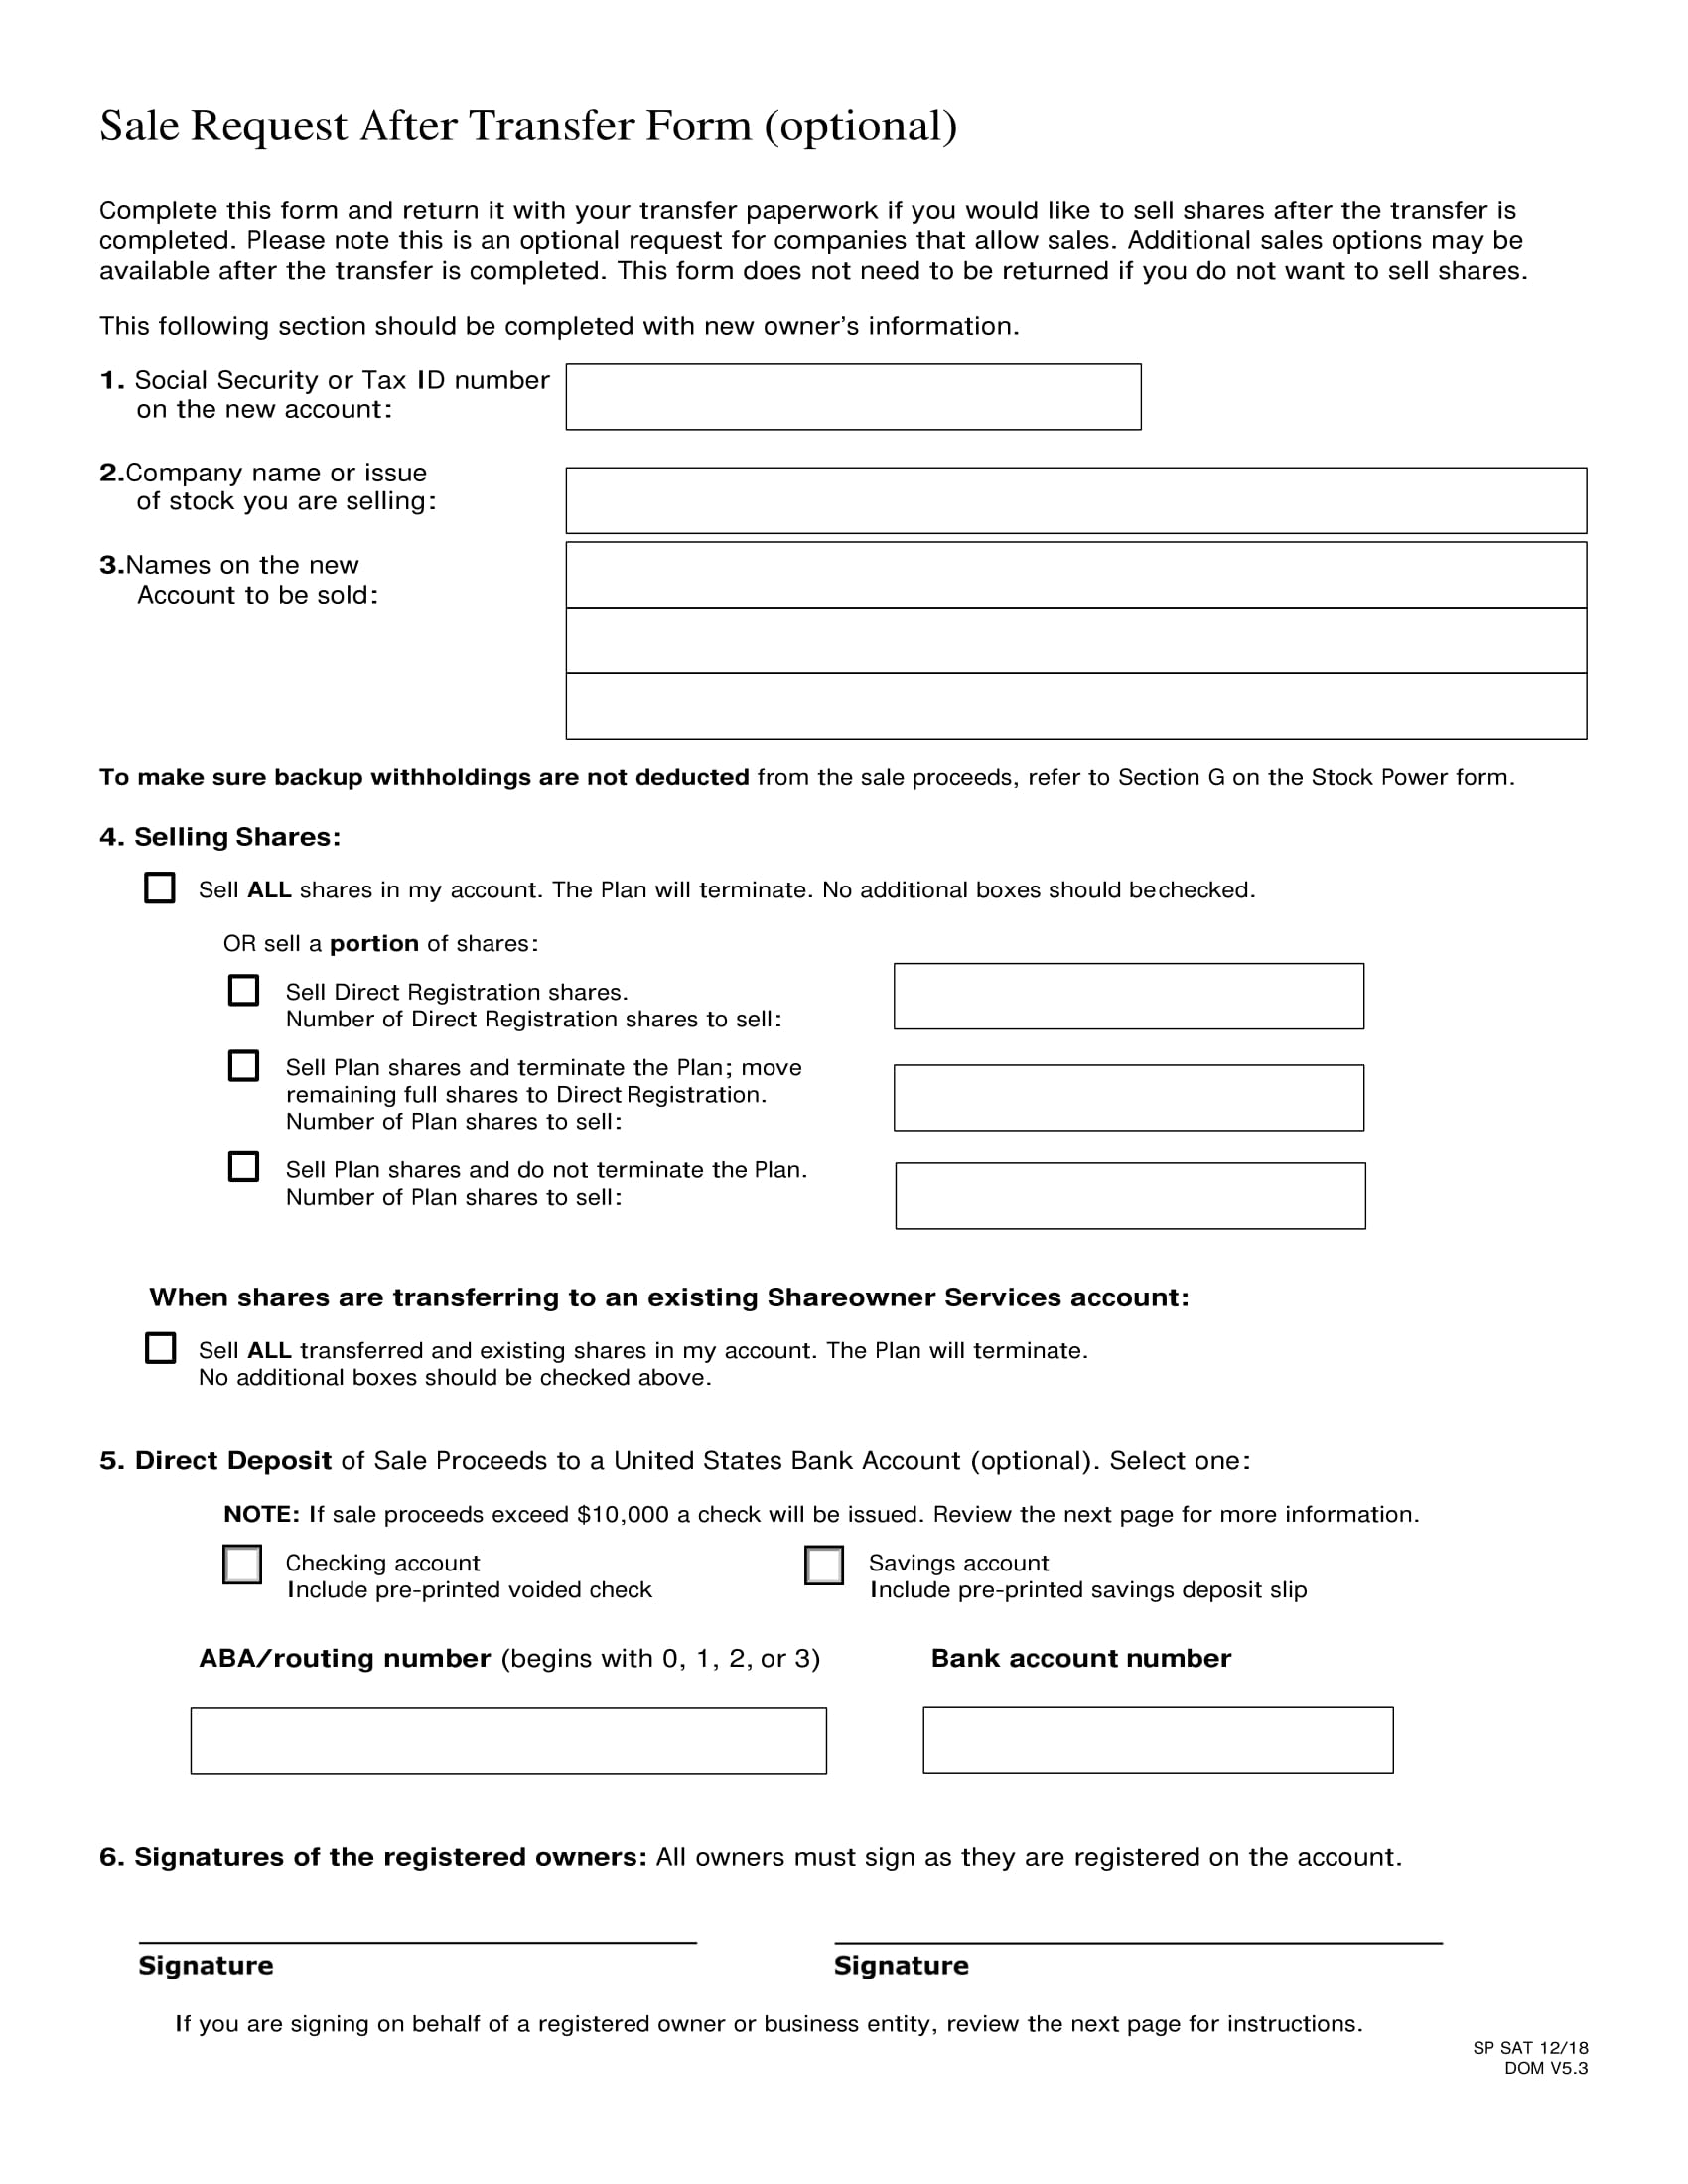 Sale Request After Transfer Form (optional)
Complete this form and return it with your transfer paperwork if you would like to sell shares after the transfer is
completed. Please note this is an optional request for companies that allow sales. Additional sales options may be
available after the transfer is completed. This form does not need to be returned if you do not want to sell shares.
This following section should be completed with new owner's information.
1. Social Security or Tax ID number
on the new account:
2.Company name or issue
of stock you are selling:
3.Names on the new
Account to be sold:
To make sure backup withholdings are not deducted from the sale proceeds, refer to Section G on the Stock Power form.
4. Selling Shares:
Sell ALL shares in my account. The Plan will terminate. No additional boxes should be checked.
OR sell a portion of shares:
Sell Direct Registration shares.
Number of Direct Registration shares to sell:
Sell Plan shares and terminate the Plan; move
remaining full shares to Direct Registration.
Number of Plan shares to sell:
Sell Plan shares and do not terminate the Plan.
Number of Plan shares to sell:
When shares are transferring to an existing Shareowner Services account:
Sell ALL transferred and existing shares in my account. The Plan will terminate.
No additional boxes should be checked above.
5. Direct Deposit of Sale Proceeds to a United States Bank Account (optional). Select one:
NOTE: If sale proceeds exceed $10,000 a check will be issued. Review the next page for more information.
Checking account
Include pre-printed voided check
Savings account
Include pre-printed savings deposit slip
ABA/routing number (begins with 0, 1, 2, or 3)
Bank account number
6. Signatures of the registered owners: All owners must sign as they are registered on the account.
Signature
Signature
If you are signing on behalf of a registered owner or business entity, review the next page for instructions.
SP SAT 12/18
DOM V5.3